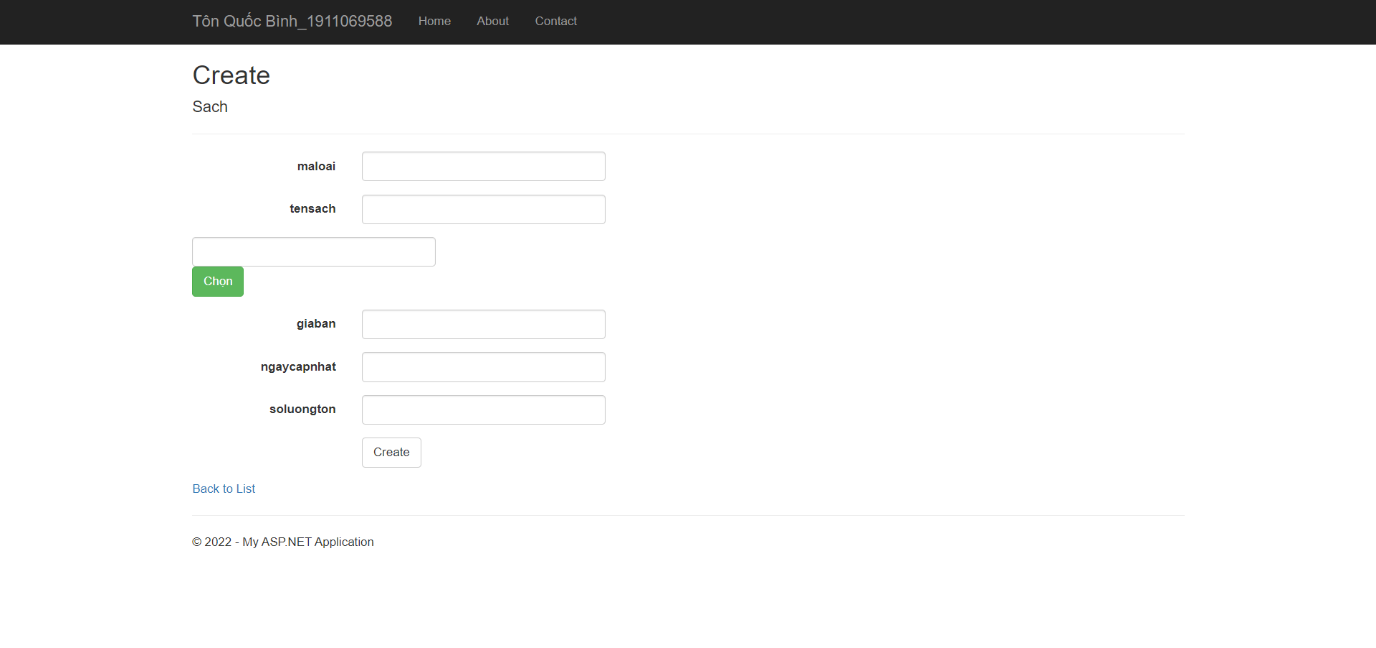 Tôn Quốc Bình_1911069588 Home About Contact
Create
Sach
maloai
tensach
Chon
giaban
ngaycapnhat
soluongton
Create
Back to List
© 2022 - My ASP.NET Application